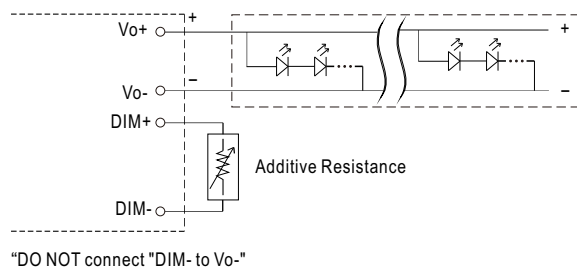 Vo+
+
+
Vo-
–
–
DIM+
Additive Resistance
DIM-
“DO NOT connect "DIM- to Vo-"